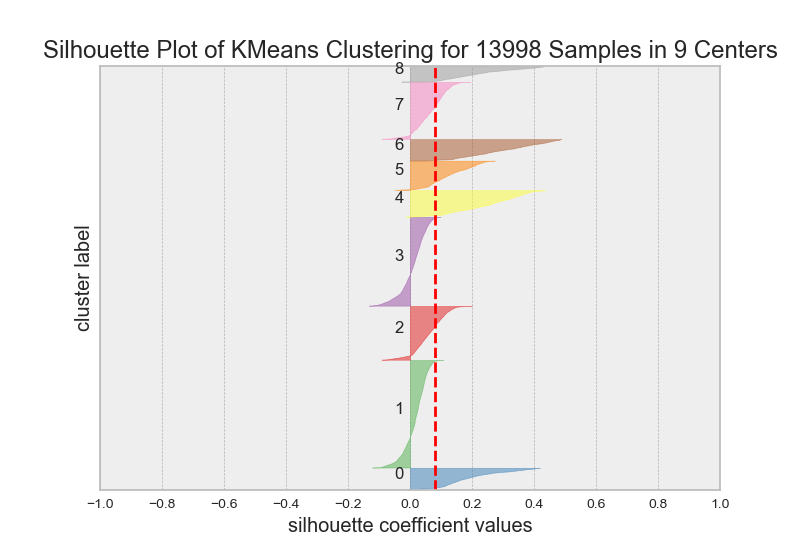 Silhouette Plot of KMeans Clustering for 13998 Samples in 9 Centers
8
7
6
5
4
3
2
1
0
cluster label
−1.0 −0.8 −0.6 −0.4 −0.2 0.0 0.2 0.4 0.6 0.8 1.0
silhouette coefficient values